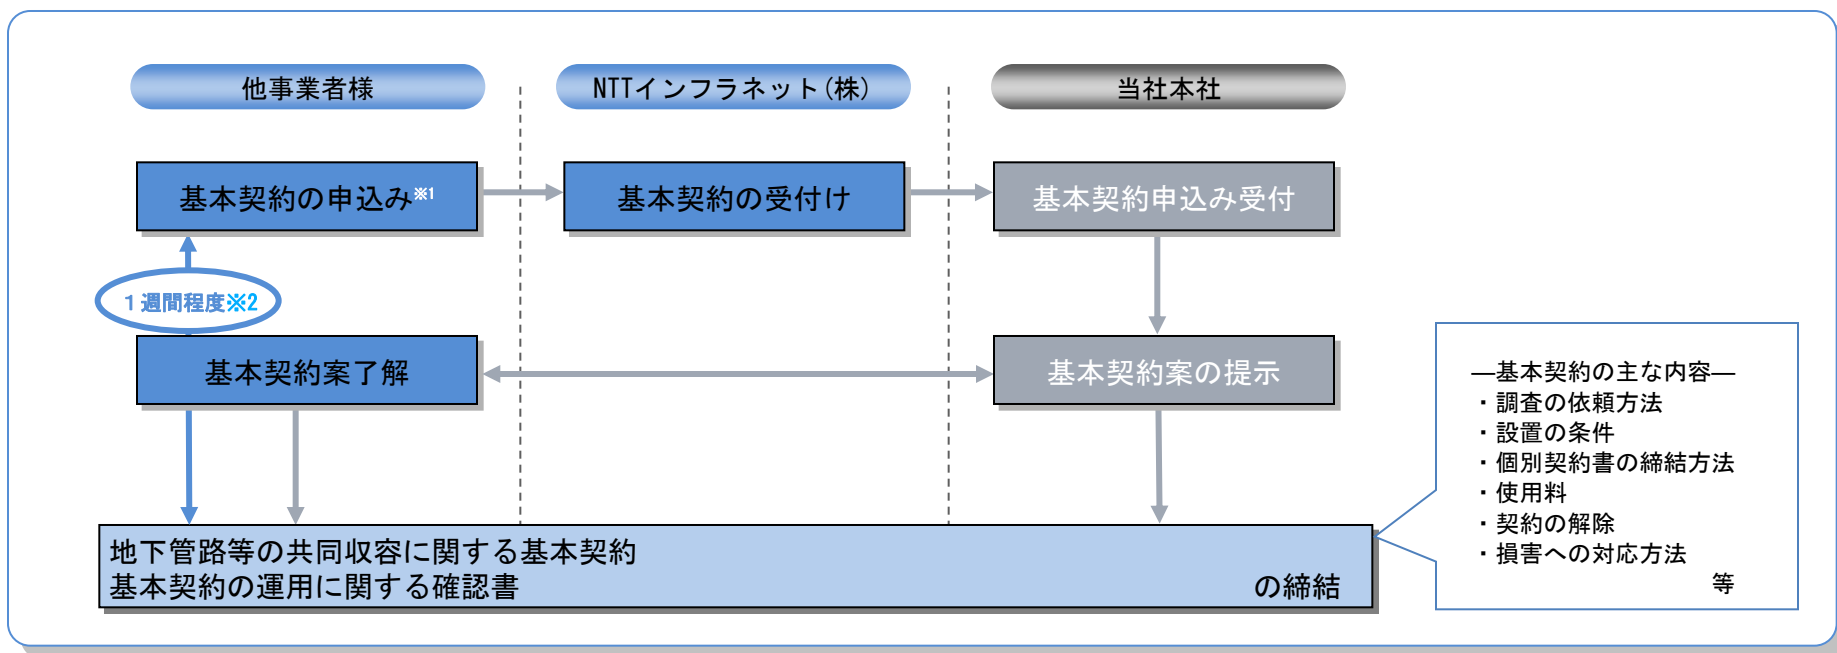 他事業者様
NTTインフラネット(株)
当社本社
基本契約の申込み※1
基本契約の受付け
基本契約申込み受付
1週間程度※2
基本契約案了解
基本契約案の提示
―基本契約の主な内容―
・調査の依頼方法
・設置の条件
・個別契約書の締結方法
・使用料
・契約の解除
・損害への対応方法
等
地下管路等の共同収容に関する基本契約
基本契約の運用に関する確認書
の締結